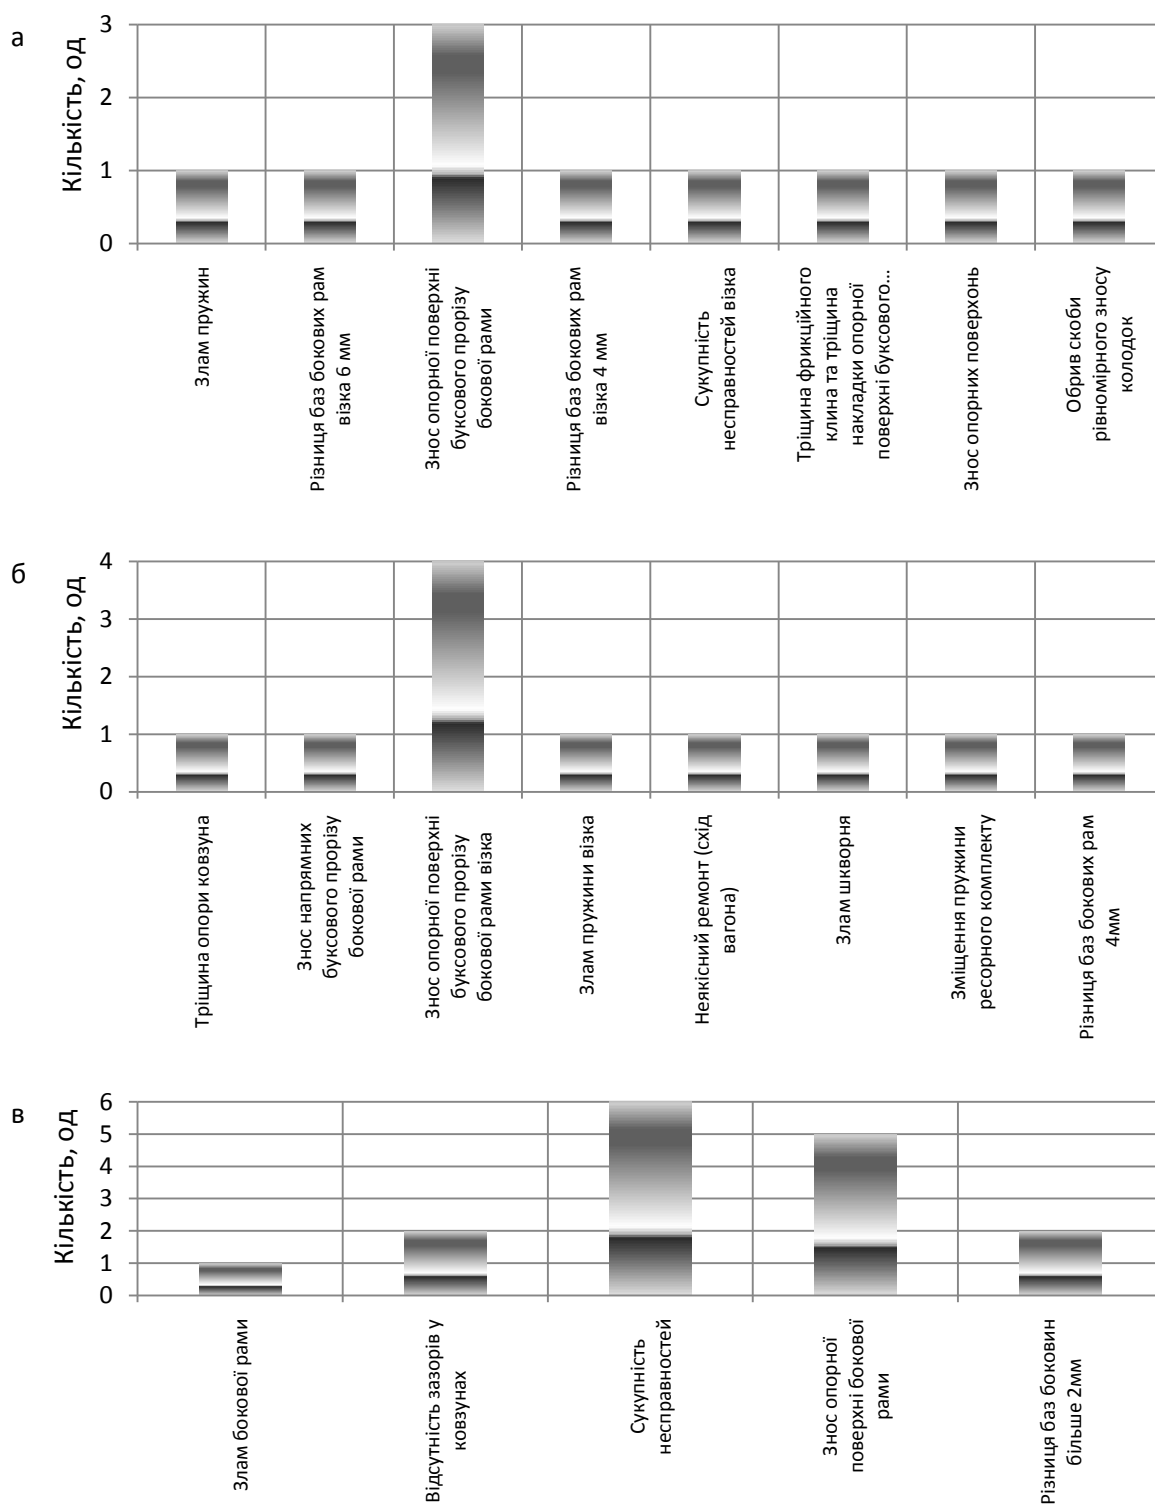 а
Кількість, од
3
2
1
0
Злам пружин
Різниця баз бокових рам
візка 6 мм
Знос опорної поверхні
буксового прорізу
бокової рами
Різниця баз бокових рам
візка 4 мм
Сукупність
несправностей візка
Тріщина фрикційного
клина та тріщина
накладки опорної
поверхні буксового...
Знос опорних поверхонь
Обрив скоби
рівномірного зносу
колодок
б
Кількість, од
4
3
2
1
0
Тріщина опори ковзуна
Знос напрямних
буксового прорізу
бокової рами
Знос опорної поверхні
буксового прорізу
бокової рами візка
Злам пружини візка
Неякісний ремонт (схід
вагона)
Злам шкворня
Зміщення пружини
ресорного комплекту
Різниця баз бокових рам
4мм
в
Кількість, од
6
5
4
3
2
1
0
Злам бокової рами
Відсутність зазорів у
ковзунах
Сукупність
несправностей
Знос опорної
поверхні бокової
рами
Різниця баз боковин
більше 2мм